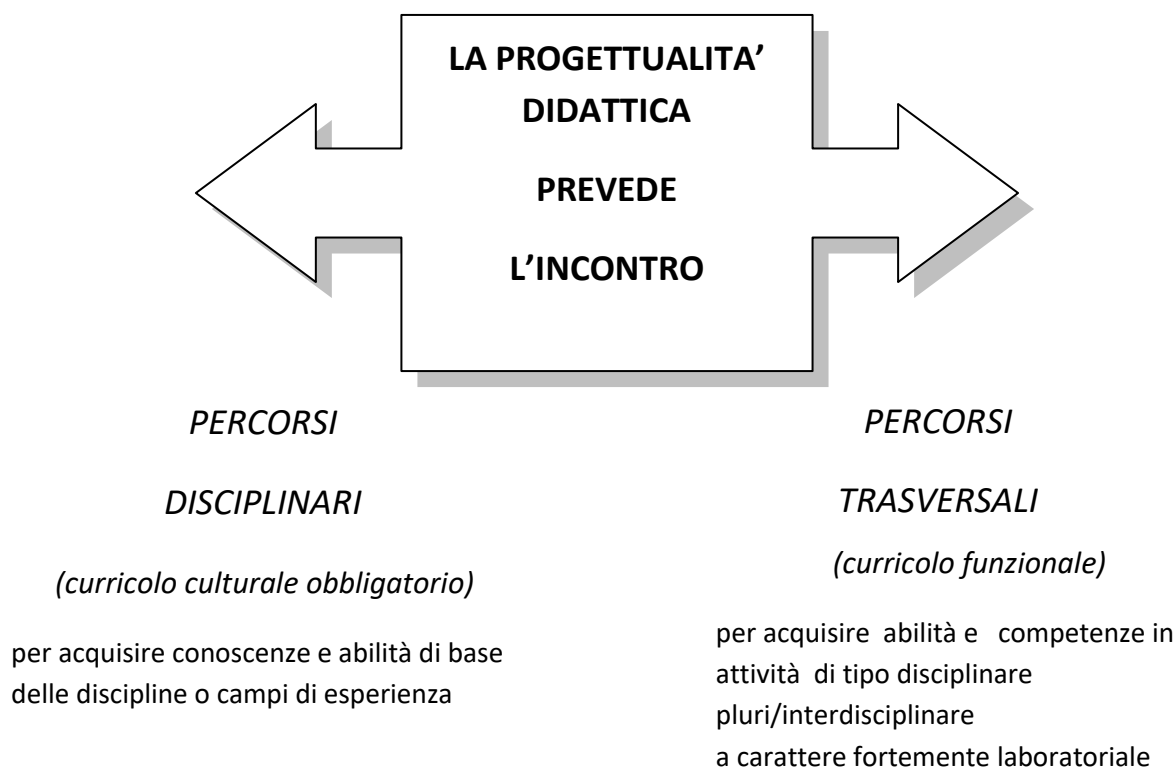 LA PROGETTUALITA’
DIDATTICA
PREVEDE
L’INCONTRO
PERCORSI
DISCIPLINARI
(curricolo culturale obbligatorio)
per acquisire conoscenze e abilità di base
delle discipline o campi di esperienza
PERCORSI
TRASVERSALI
(curricolo funzionale)
per acquisire abilità e competenze in
attività di tipo disciplinare
pluri/interdisciplinare
a carattere fortemente laboratoriale